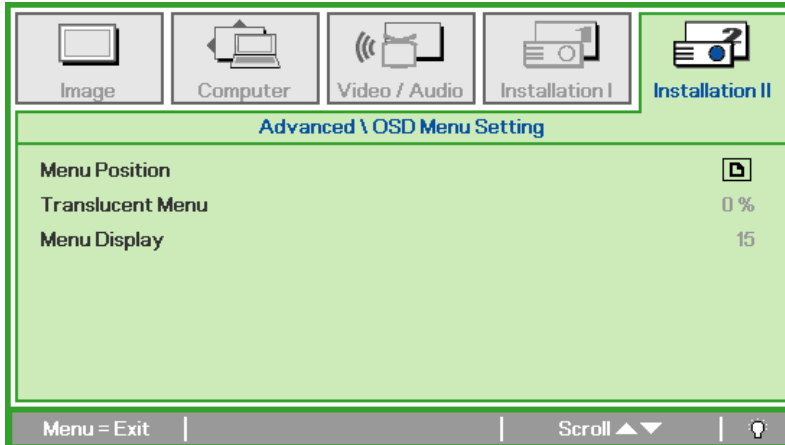 Image
Computer
Video / Audio
Installation I
Installation II
Advanced \ OSD Menu Setting
Menu Position
Translucent Menu 0 %
Menu Display 15
Menu = Exit Scroll ▲▼